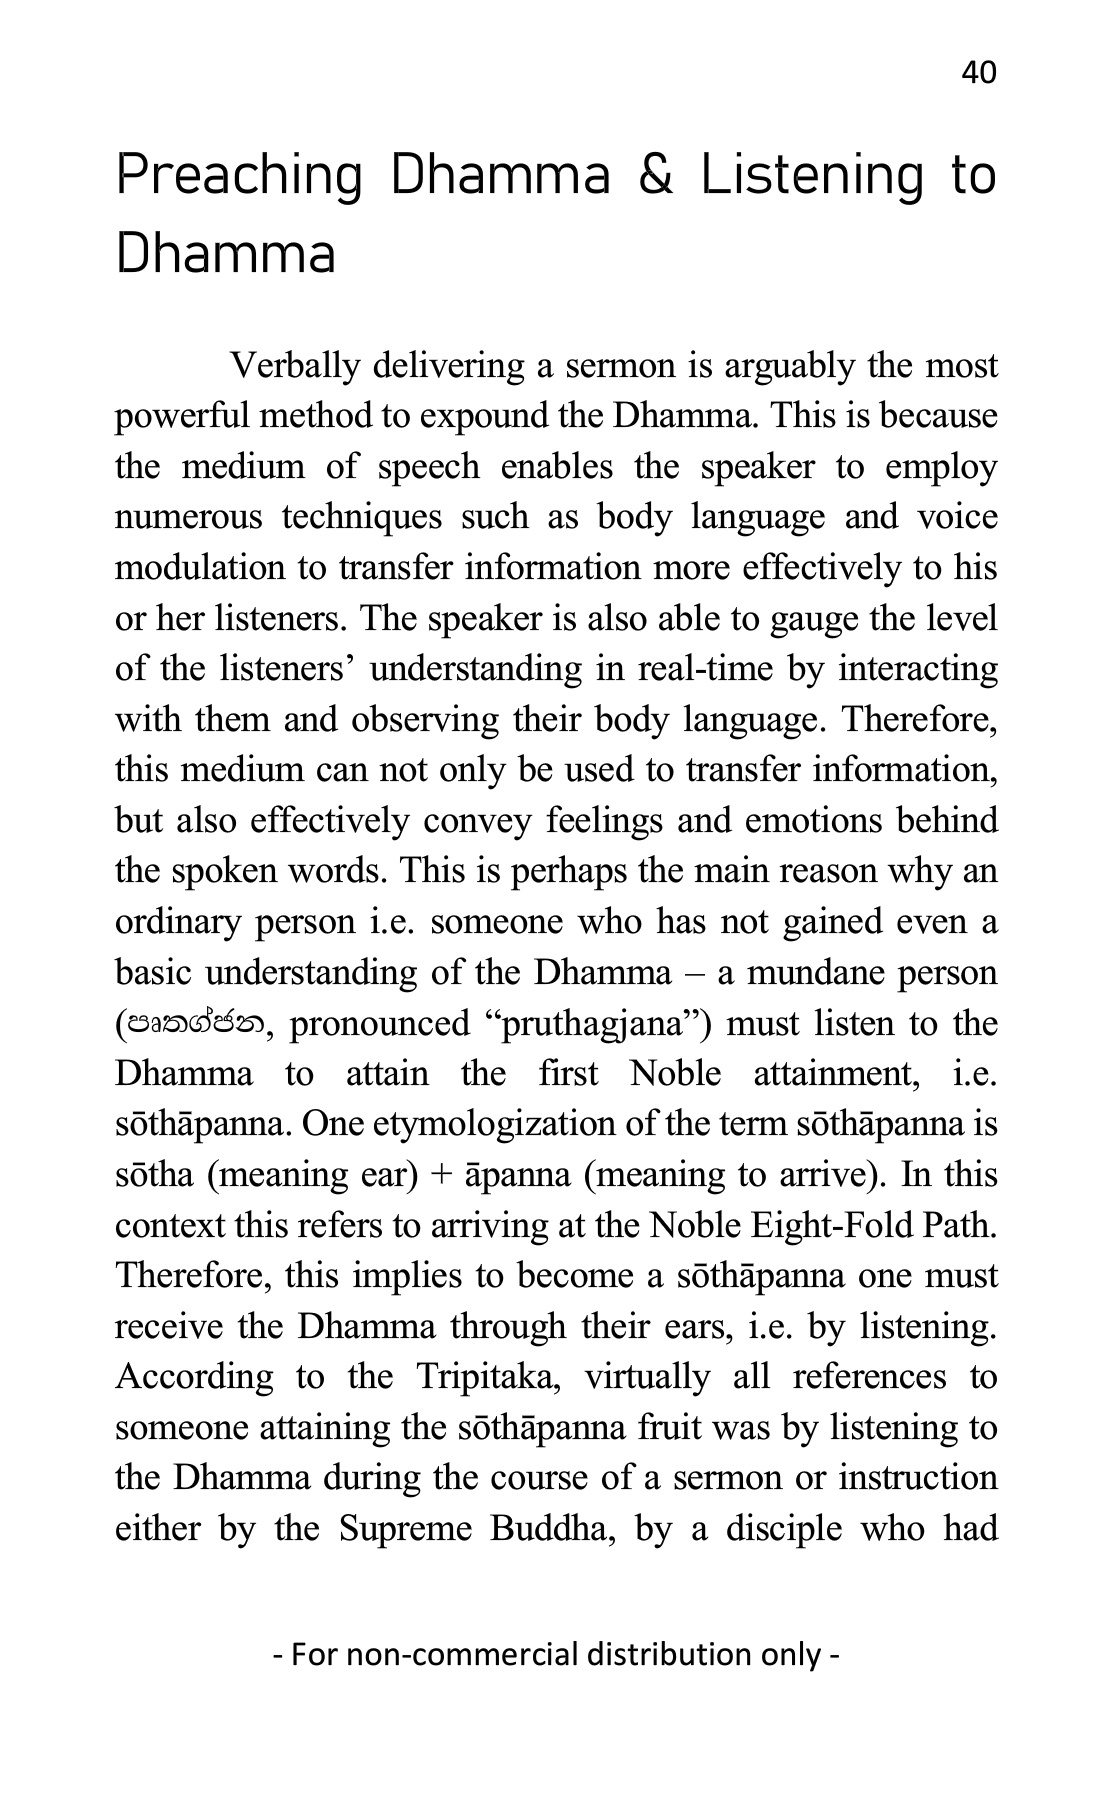 40
Preaching Dhamma & Listening to
Dhamma
Verbally delivering a sermon is arguably the most
powerful method to expound the Dhamma. This is because
the medium of speech enables the speaker to employ
numerous techniques such as body language and voice
modulation to transfer information more effectively to his
or her listeners. The speaker is also able to gauge the level
of the listeners’ understanding in real-time by interacting
with them and observing their body language. Therefore,
this medium can not only be used to transfer information,
but also effectively convey feelings and emotions behind
the spoken words. This is perhaps the main reason why an
ordinary person i.e. someone who has not gained even a
basic understanding of the Dhamma – a mundane person
(පෘතග්ජන, pronounced “pruthagjana”) must listen to the
Dhamma to attain the first Noble attainment, i.e.
sōthāpanna. One etymologization of the term sōthāpanna is
sōtha (meaning ear) + āpanna (meaning to arrive). In this
context this refers to arriving at the Noble Eight-Fold Path.
Therefore, this implies to become a sōthāpanna one must
receive the Dhamma through their ears, i.e. by listening.
According to the Tripitaka, virtually all references to
someone attaining the sōthāpanna fruit was by listening to
the Dhamma during the course of a sermon or instruction
either by the Supreme Buddha, by a disciple who had
- For non-commercial distribution only -